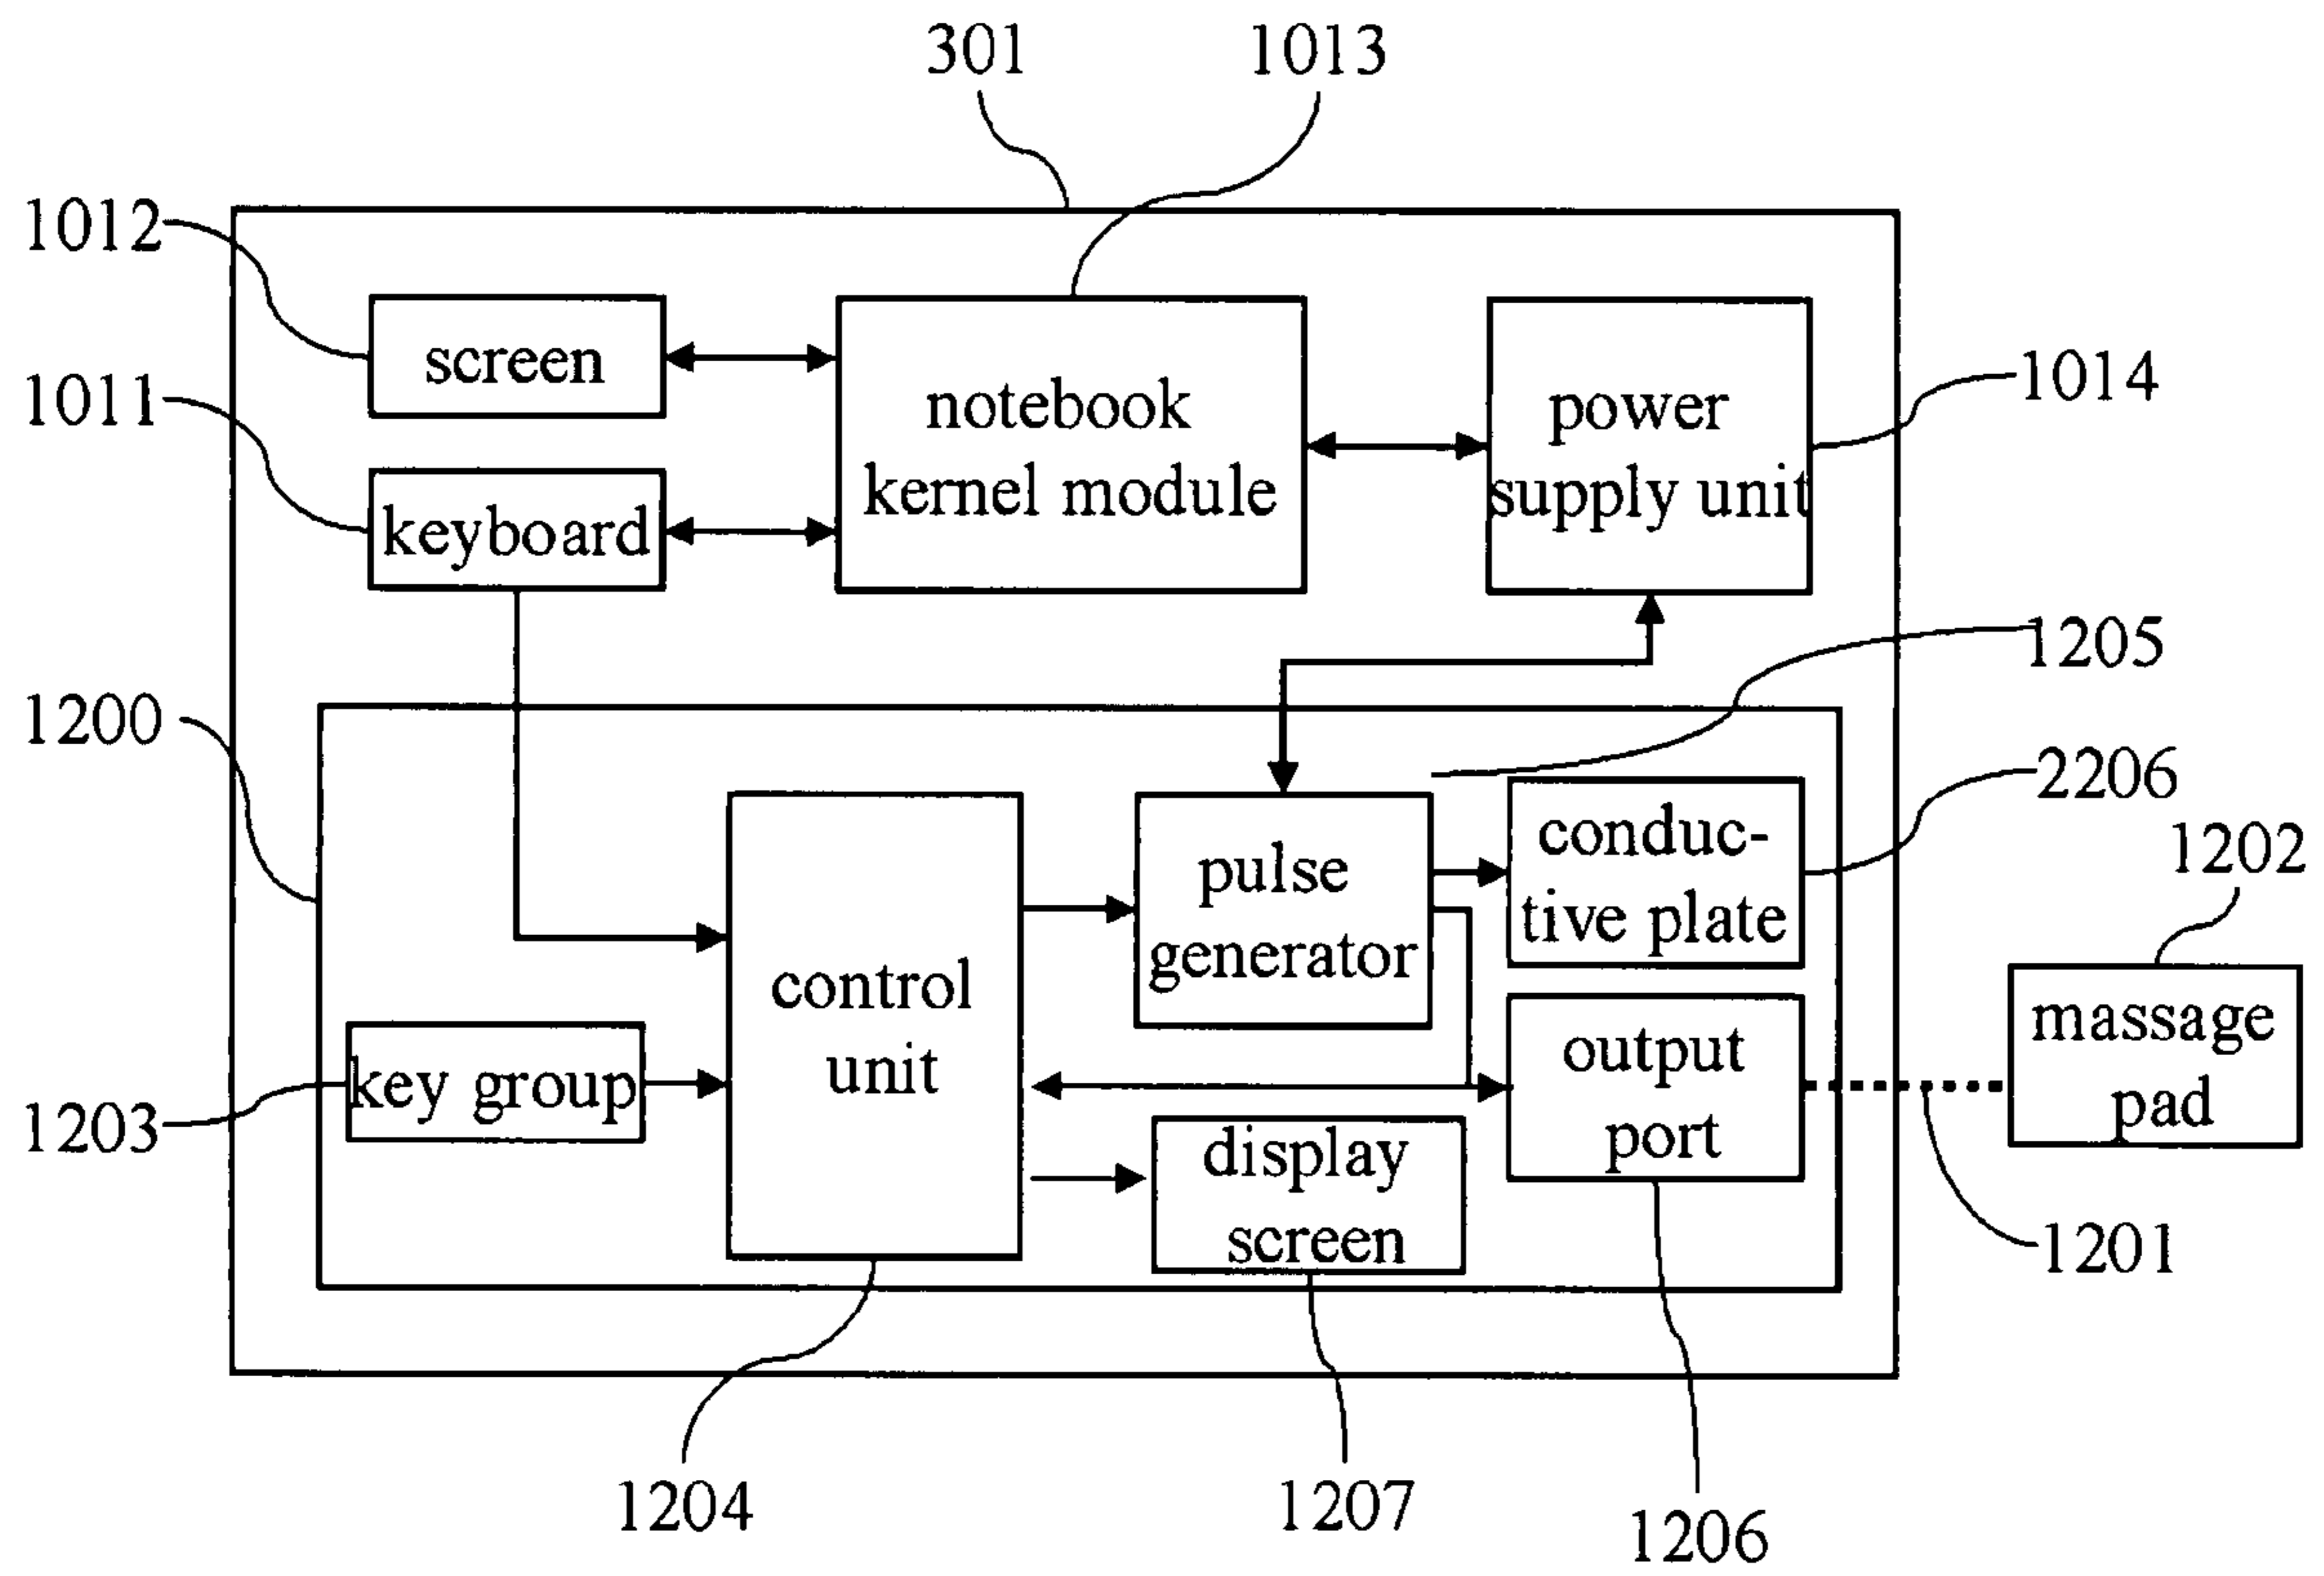 301
1013
1012
screen
1011
keyboard
notebook
kernel module
power
supply unit
1014
1205
1200
2206
conduc-
tive plate
pulse
generator
1202
massage
pad
control
unit
key group
1203
output
port
display
screen
1201
1204
1207
1206